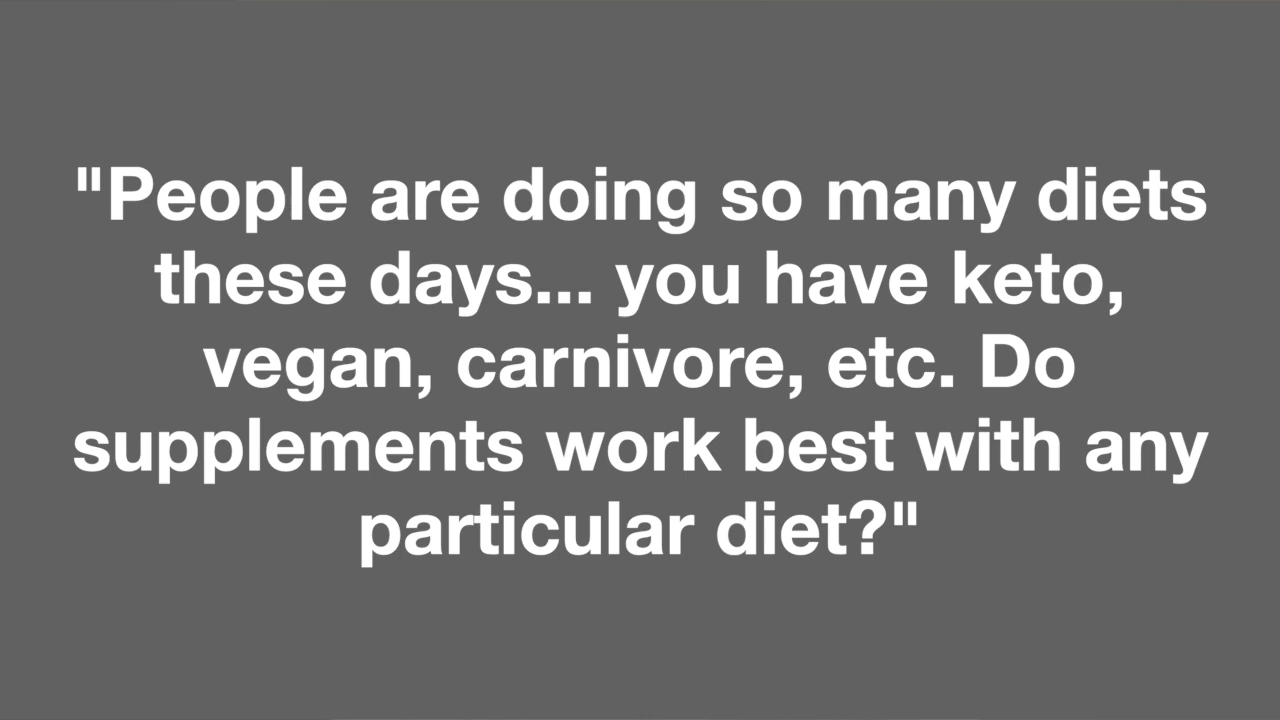 "People are doing so many diets
these days... you have keto,
vegan, carnivore, etc. Do
supplements work best with any
particular diet?"